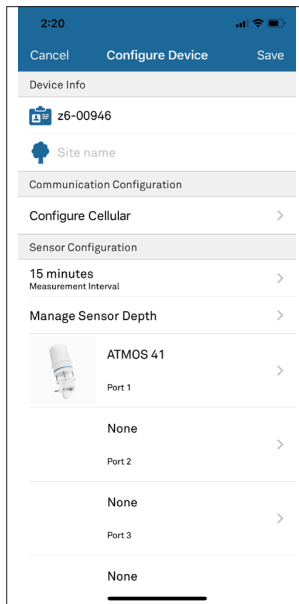 2:20
Cancel Configure Device Save
Device Info
z6-00946
Site name
Communication Configuration
Configure Cellular
Sensor Configuration
15 minutes
Measurement Interval
Manage Sensor Depth
ATMOS 41
Port 1
None
Port 2
None
Port 3
None